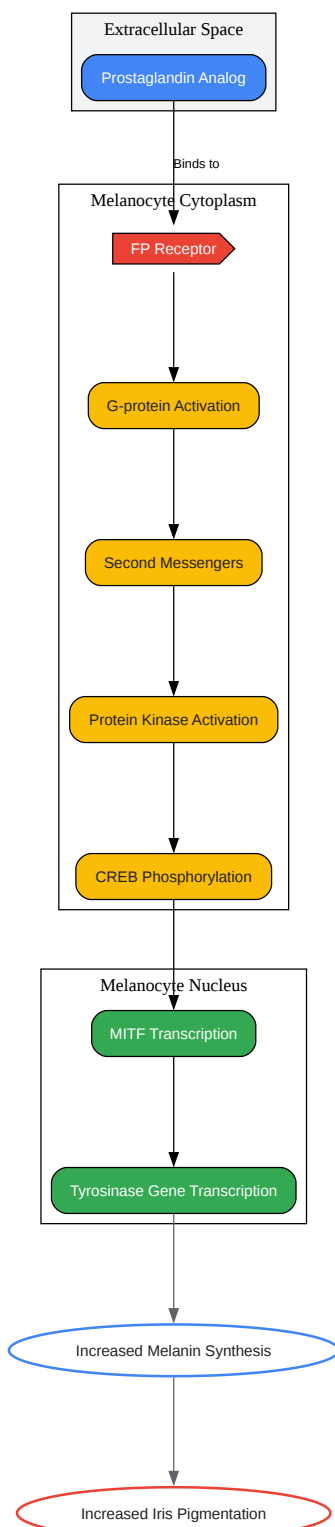 Extracellular Space
Prostaglandin Analog
Binds to
Melanocyte Cytoplasm
FP Receptor
G-protein Activation
Second Messengers
Protein Kinase Activation
CREB Phosphorylation
Melanocyte Nucleus
MITF Transcription
Tyrosinase Gene Transcription
Increased Melanin Synthesis
Increased Iris Pigmentation